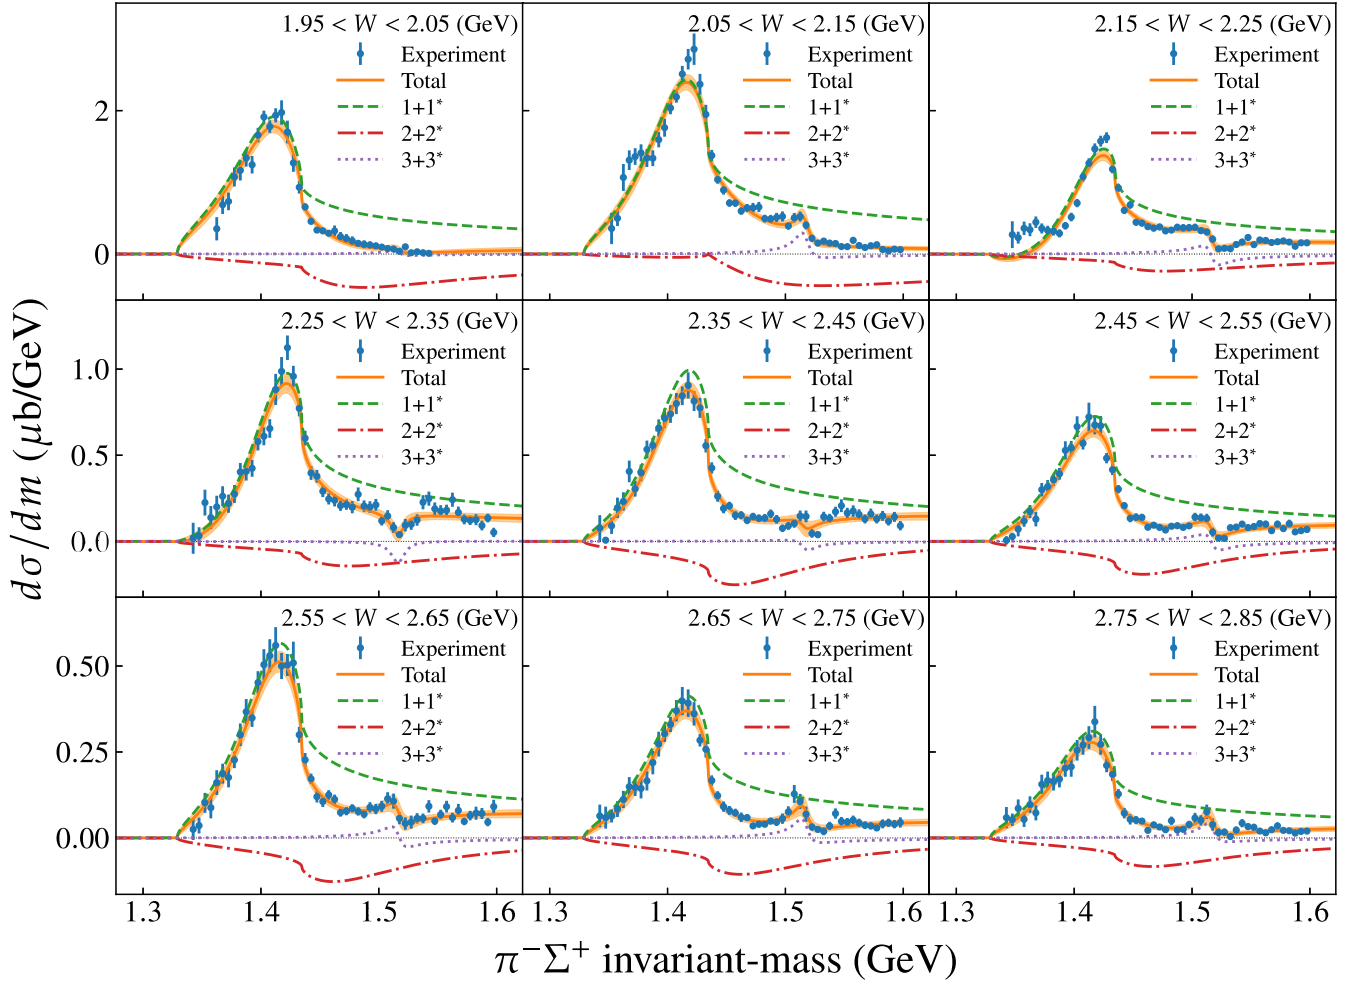 1.95 < W < 2.05 (GeV)
Experiment
Total
1+1*
2+2*
3+3*
2.05 < W < 2.15 (GeV)
Experiment
Total
1+1*
2+2*
3+3*
2.15 < W < 2.25 (GeV)
Experiment
Total
1+1*
2+2*
3+3*
2
0
2.25 < W < 2.35 (GeV)
Experiment
Total
1+1*
2+2*
3+3*
2.35 < W < 2.45 (GeV)
Experiment
Total
1+1*
2+2*
3+3*
2.45 < W < 2.55 (GeV)
Experiment
Total
1+1*
2+2*
3+3*
1.0
0.5
0.0
dσ/dm (μb/GeV)
2.55 < W < 2.65 (GeV)
Experiment
Total
1+1*
2+2*
3+3*
2.65 < W < 2.75 (GeV)
Experiment
Total
1+1*
2+2*
3+3*
2.75 < W < 2.85 (GeV)
Experiment
Total
1+1*
2+2*
3+3*
0.50
0.25
0.00
1.3 1.4 1.5 1.6 1.3 1.4 1.5 1.6 1.3 1.4 1.5 1.6
π⁻Σ⁺ invariant-mass (GeV)